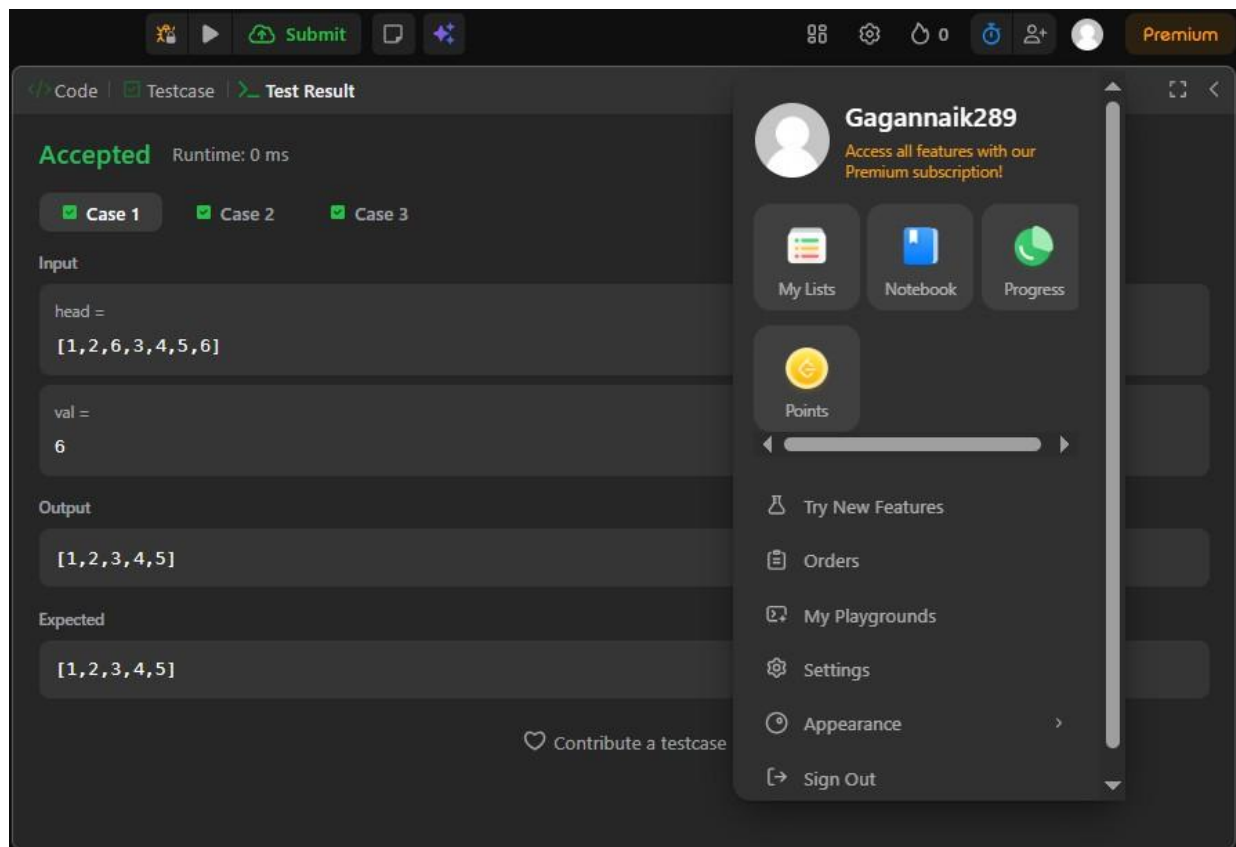 Submit
0
Premium
Code
Testcase
Test Result
Accepted Runtime: 0 ms
Case 1
Case 2
Case 3
Input
head =
[1,2,6,3,4,5,6]
val =
6
Output
[1,2,3,4,5]
Expected
[1,2,3,4,5]
Contribute a testcase
Gagannaik289
Access all features with our
Premium subscription!
My Lists
Notebook
Progress
Points
Try New Features
Orders
My Playgrounds
Settings
Appearance
Sign Out